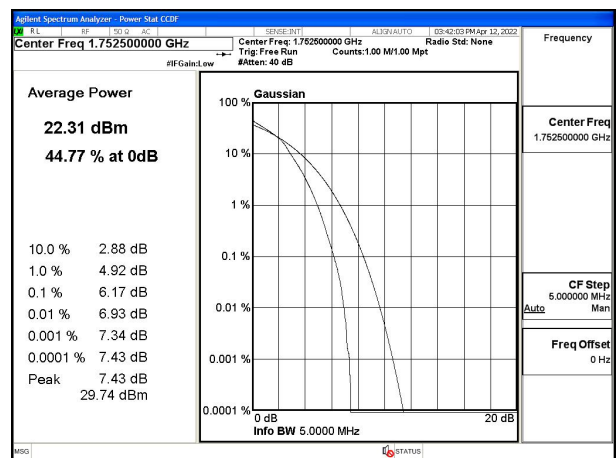 Agilent Spectrum Analyzer - Power Stat CCDF
RL RF 50 Ω AC SENSE:INT ALIGN AUTO 03:42:03 PM Apr 12, 2022
Center Freq 1.752500000 GHz
Center Freq: 1.752500000 GHz Radio Std: None
Trig: Free Run Counts:1.00 M/1.00 Mpt
#IFGain:Low #Atten: 40 dB
Frequency
Average Power
22.31 dBm
44.77 % at 0dB
10.0 % 2.88 dB
1.0 % 4.92 dB
0.1 % 6.17 dB
0.01 % 6.93 dB
0.001 % 7.34 dB
0.0001 % 7.43 dB
Peak 7.43 dB
29.74 dBm
Gaussian
100 %
10 %
1 %
0.1 %
0.01 %
0.001 %
0.0001 %
0 dB 20 dB
Info BW 5.0000 MHz
Center Freq
1.752500000 GHz
CF Step
5.000000 MHz
Auto Man
Freq Offset
0 Hz
MSG STATUS